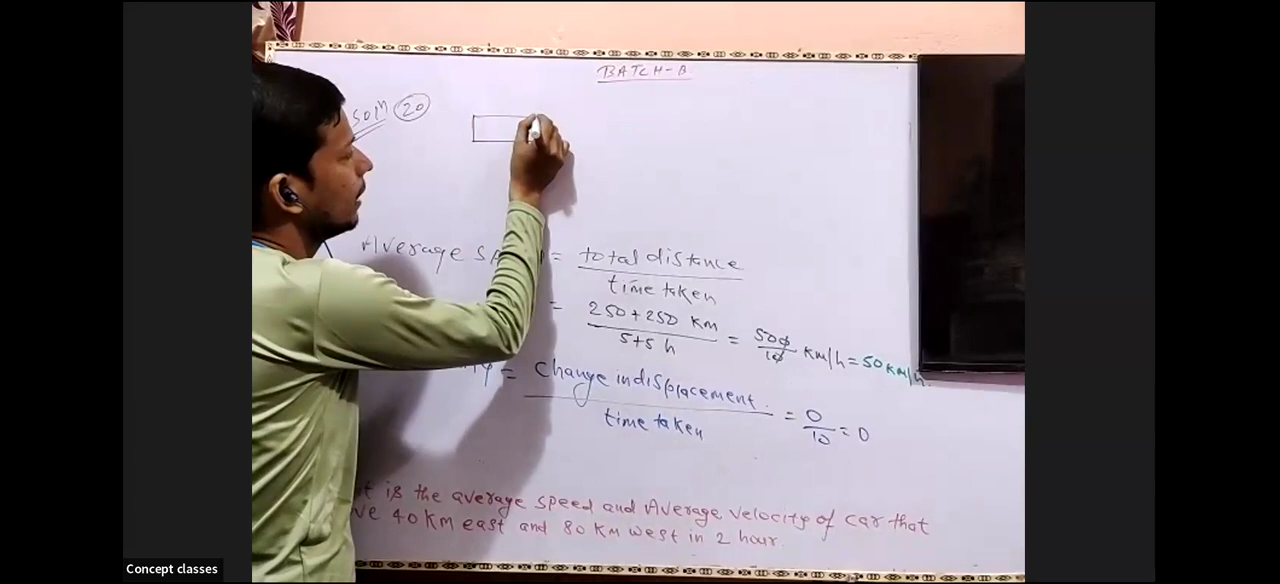 BATCH-B
Solⁿ 20
Average = total distance
time taken
= 250+250 Km
5+5 h
= 500
10
Km/h = 50 Km/h
= change in displacement
time taken
= 0
10
= 0
is the average speed and Average velocity of car that
40 Km east and 80 Km west in 2 hour.
Concept classes